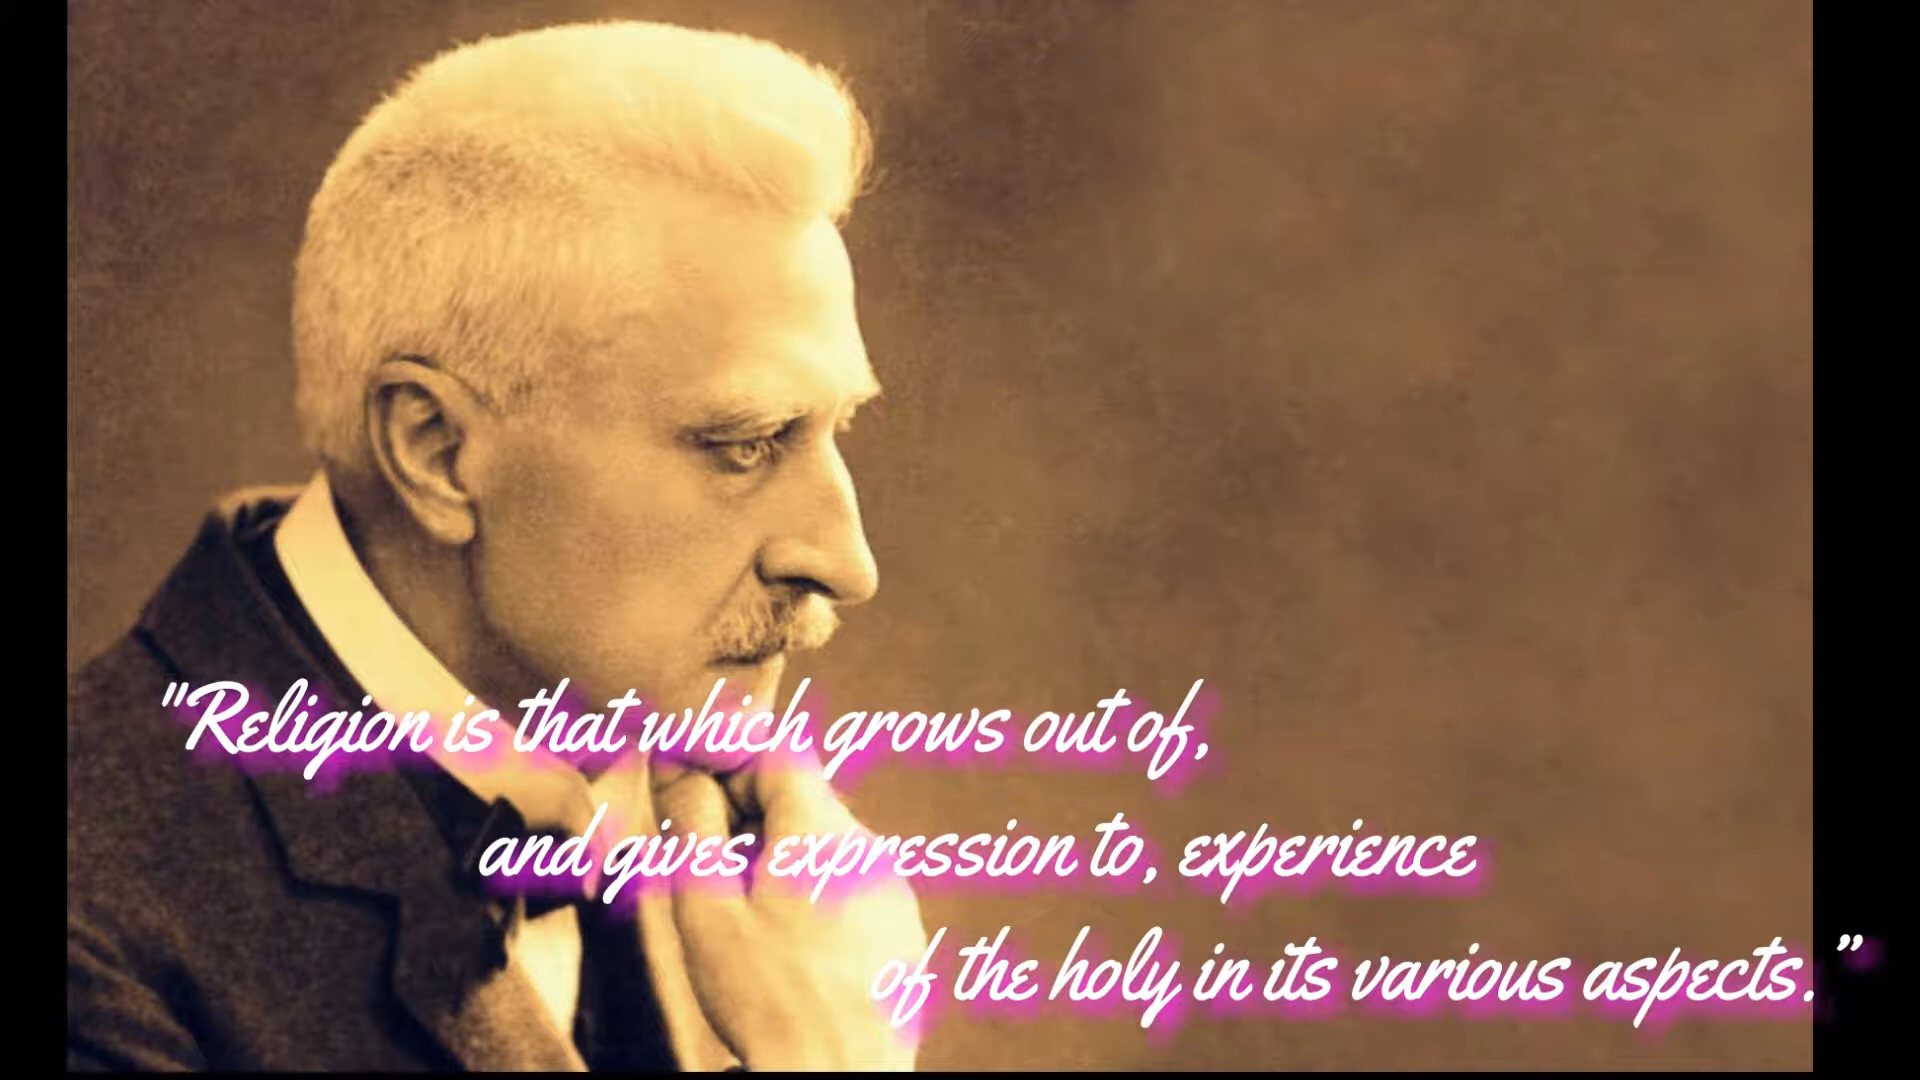 "Religion is that which grows out of,
and gives expression to, experience
of the holy in its various aspects.”